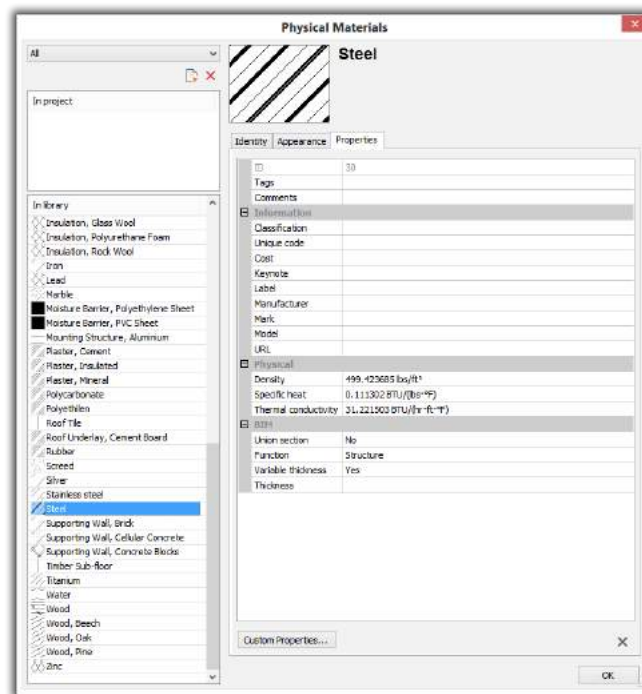 Physical Materials
All
In project
In library
Insulation, Glass Wool
Insulation, Polyurethane Foam
Insulation, Rock Wool
Iron
Lead
Marble
Moisture Barrier, Polyethylene Sheet
Moisture Barrier, PVC Sheet
Mounting Structure, Aluminium
Plaster, Cement
Plaster, Insulated
Plaster, Mineral
Polycarbonate
Polyethilen
Roof Tile
Roof Underlay, Cement Board
Rubber
Screed
Silver
Stainless steel
Steel
Supporting Wall, Brick
Supporting Wall, Cellular Concrete
Supporting Wall, Concrete Blocks
Timber Sub-floor
Titanium
Water
Wood
Wood, Beech
Wood, Oak
Wood, Pine
Zinc
Steel
Identity Appearance Properties
ID 30
Tags
Comments
Information
Classification
Unique code
Cost
Keynote
Label
Manufacturer
Mark
Model
URL
Physical
Density 499.423685 lbs/ft³
Specific heat 0.111302 BTU/(lbs·°F)
Thermal conductivity 31.221503 BTU/(hr·ft·°F)
BIM
Union section No
Function Structure
Variable thickness Yes
Thickness
Custom Properties...
OK